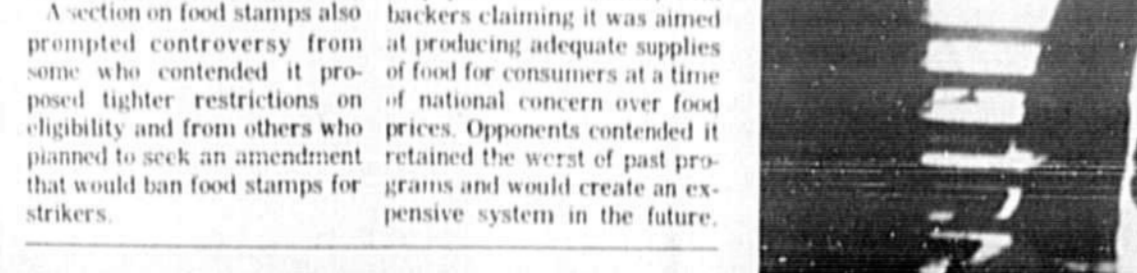 A section on food stamps also
prompted controversy from
some who contended it pro-
posed tighter restrictions on
eligibility and from others who
planned to seek an amendment
that would ban food stamps for
strikers.
backers claiming it was aimed
at producing adequate supplies
of food for consumers at a time
of national concern over food
prices. Opponents contended it
retained the worst of past pro-
grams and would create an ex-
pensive system in the future.